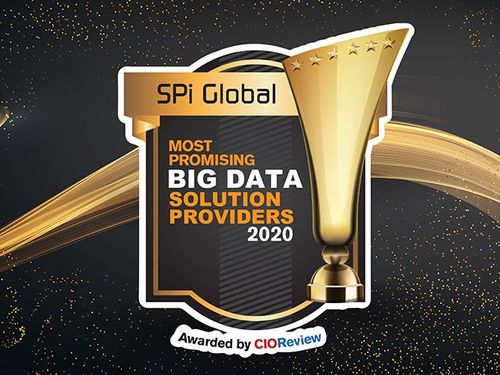 SPi Global
MOST
PROMISING
BIG DATA
SOLUTION
PROVIDERS
2020
Awarded by CIOReview